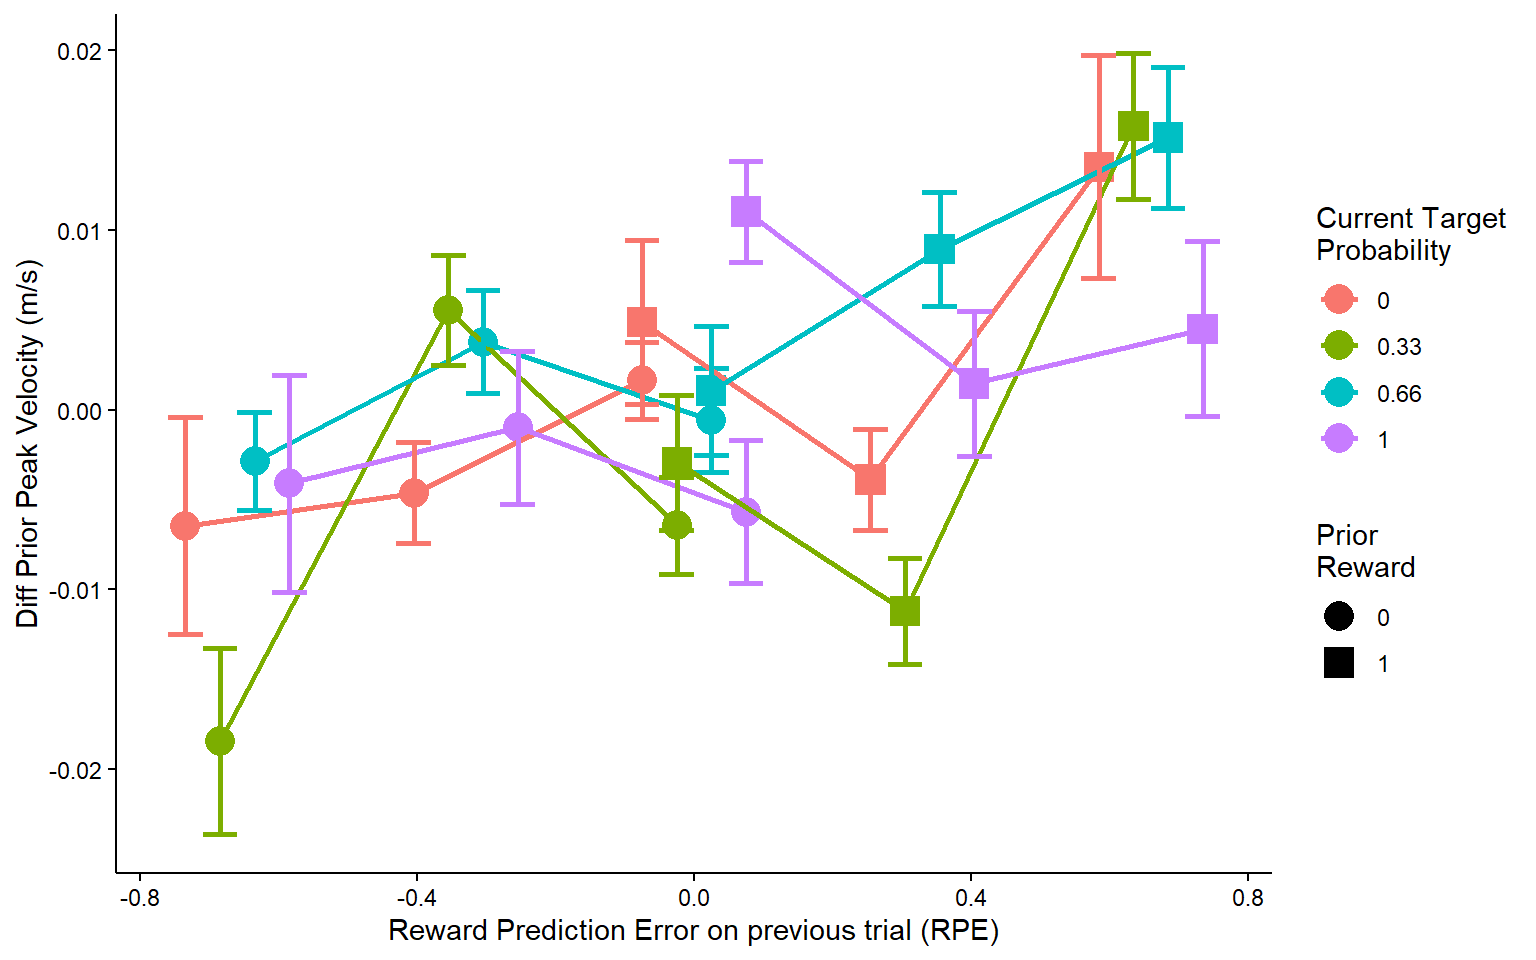 0.02
0.01
0.00
-0.01
-0.02
Diff Prior Peak Velocity (m/s)
-0.8
-0.4
0.0
0.4
0.8
Reward Prediction Error on previous trial (RPE)
Current Target
Probability
0
0.33
0.66
1
Prior
Reward
0
1